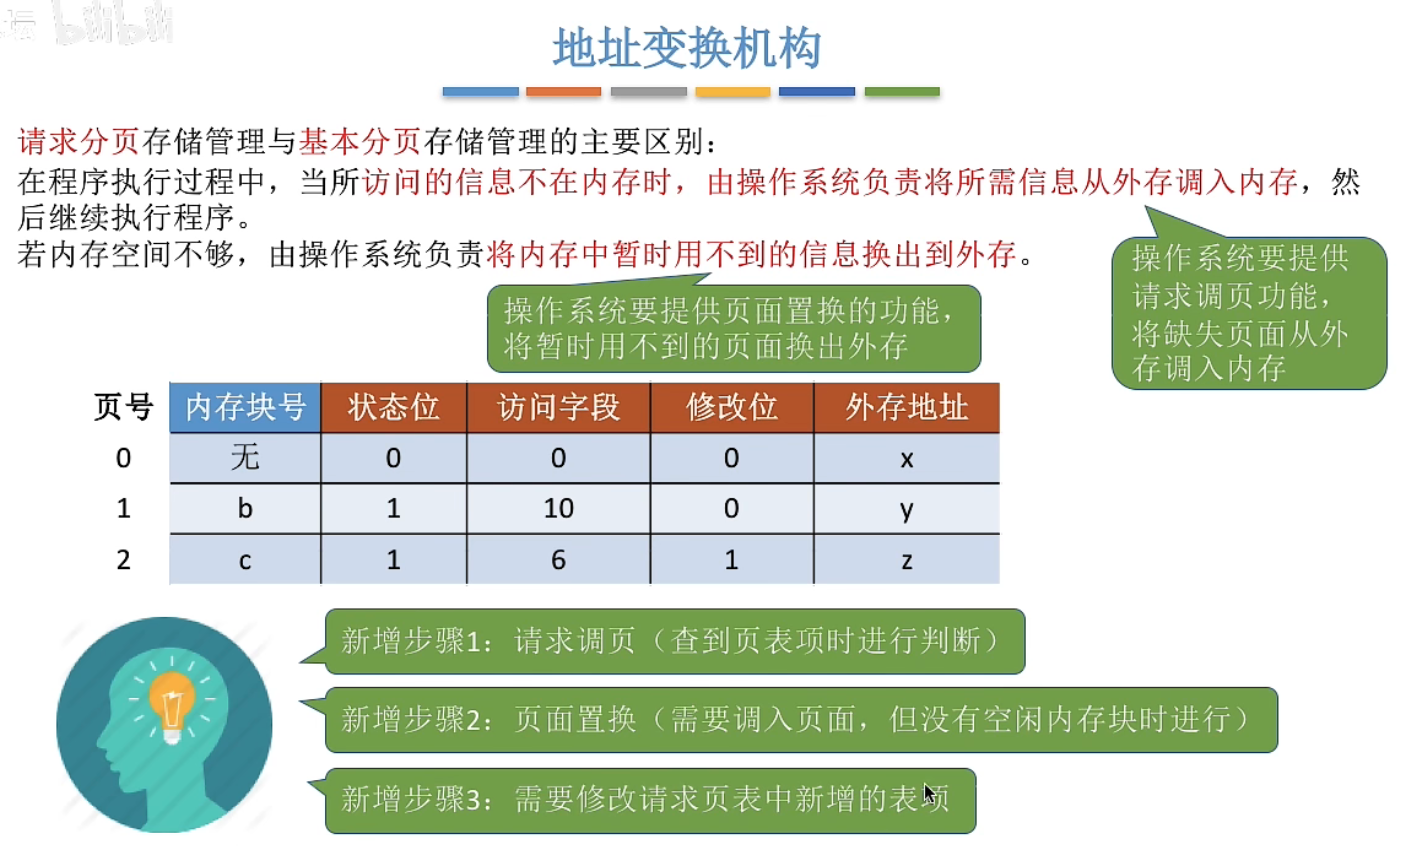 坛 bilibili
地址变换机构
请求分页存储管理与基本分页存储管理的主要区别：
在程序执行过程中，当所访问的信息不在内存时，由操作系统负责将所需信息从外存调入内存，然
后继续执行程序。
若内存空间不够，由操作系统负责将内存中暂时用不到的信息换出到外存。
操作系统要提供
请求调页功能，
将缺失页面从外
存调入内存
操作系统要提供页面置换的功能，
将暂时用不到的页面换出外存
页号 内存块号 状态位 访问字段 修改位 外存地址
0 无 0 0 0 x
1 b 1 10 0 y
2 c 1 6 1 z
新增步骤1：请求调页（查到页表项时进行判断）
新增步骤2：页面置换（需要调入页面，但没有空闲内存块时进行）
新增步骤3：需要修改请求页表中新增的表项